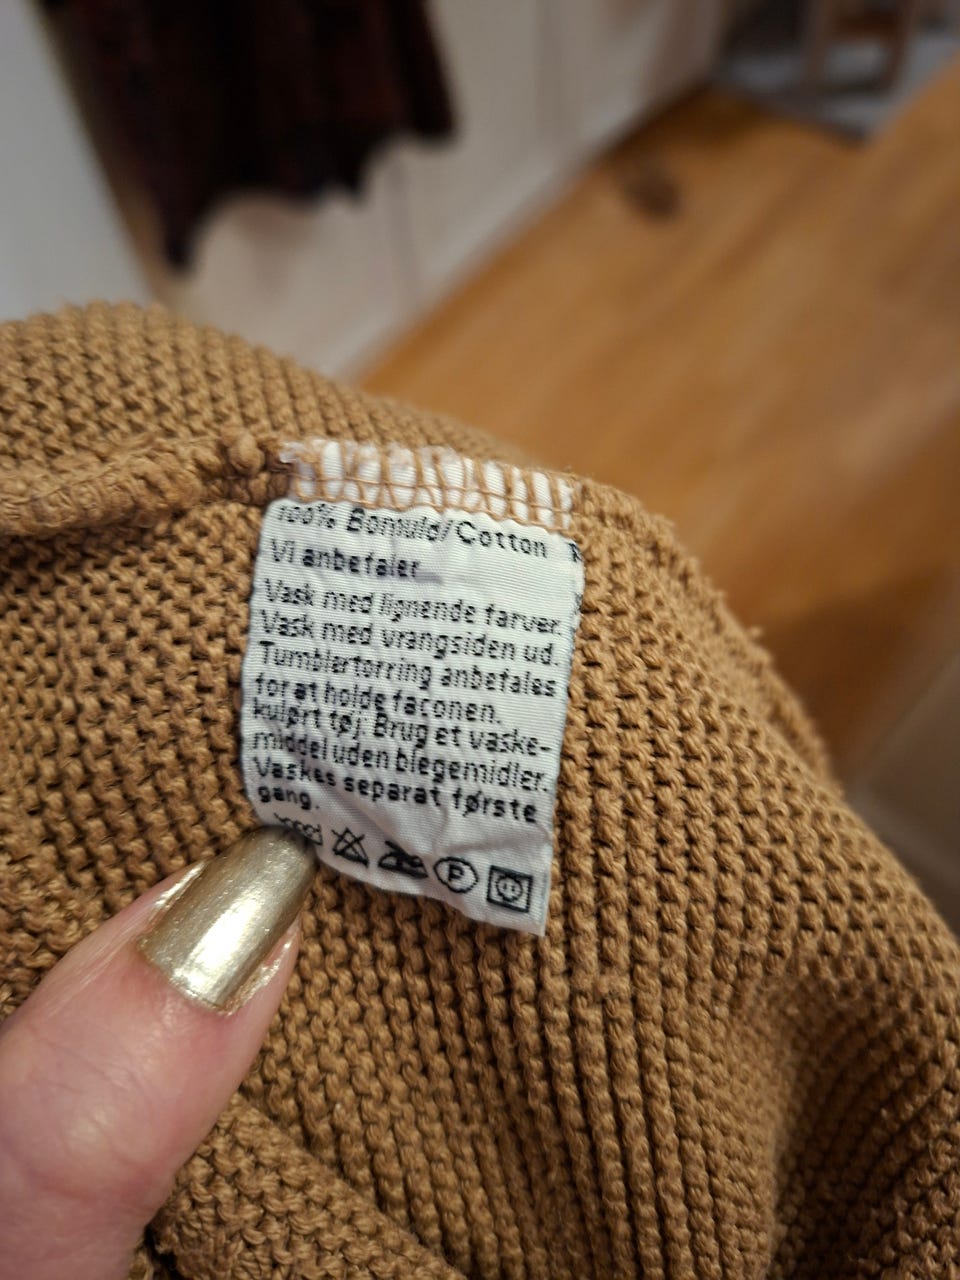 100% Bomuld/Cotton
Vi anbefaler
Vask med lignende farver.
Vask med vrangsiden ud.
Tumblertørring anbefales
for at holde faconen.
kulørt tøj. Brug et vaske-
middel uden blegemidler.
Vaskes separat første
gang.
P